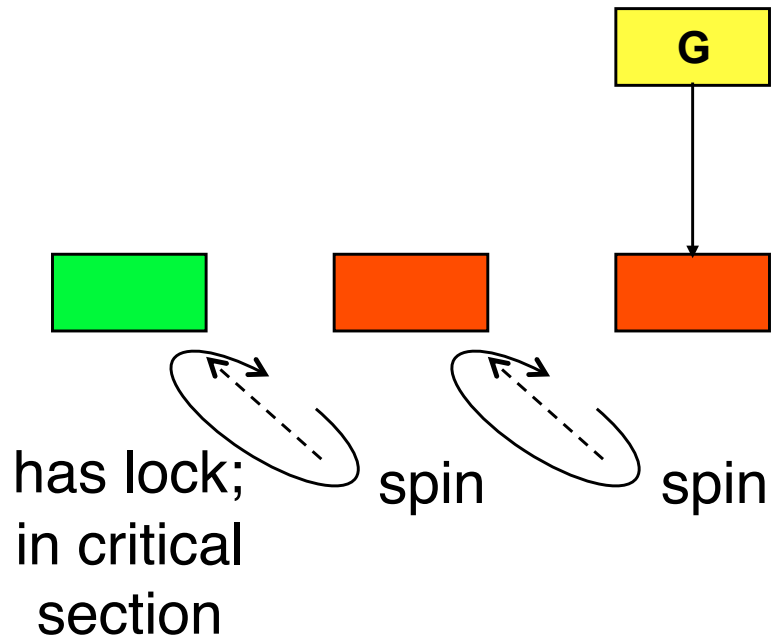 G
has lock;
in critical
section
spin
spin